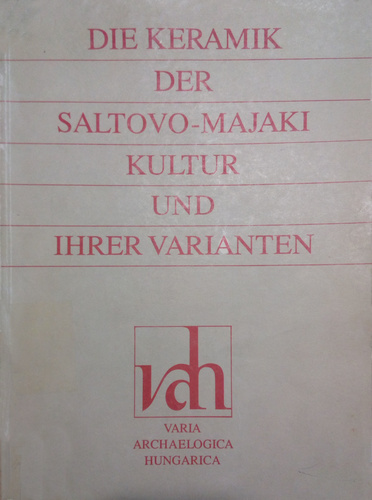 DIE KERAMIK
DER
SALTOVO-MAJAKI
KULTUR
UND
IHRER VARIANTEN
vah
VARIA
ARCHAELOGICA
HUNGARICA